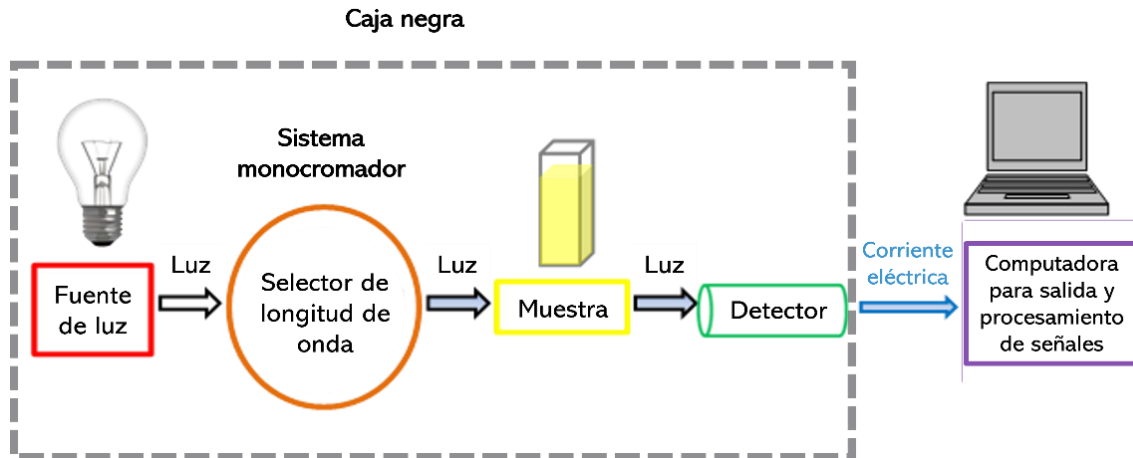 Caja negra
Sistema
monocromador
Luz
Luz
Luz
Corriente
eléctrica
Fuente
de luz
Selector de
longitud de
onda
Muestra
Detector
Computadora
para salida y
procesamiento
de señales